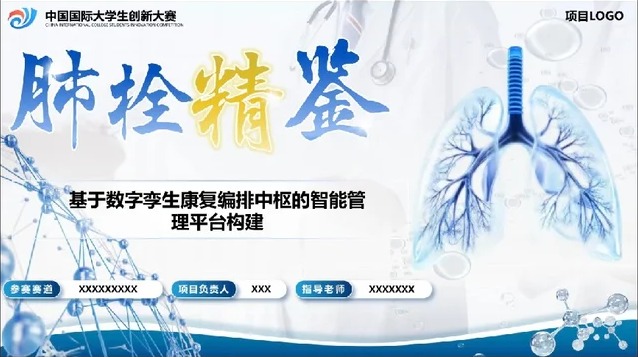 中国国际大学生创新大赛
CHINA INTERNATIONAL COLLEGE STUDENTS' INNOVATION COMPETITION
项目LOGO
肺栓精鉴
基于数字孪生康复编排中枢的智能管
理平台构建
参赛赛道 XXXXXXXXX 项目负责人 XXX 指导老师 XXXXXXX